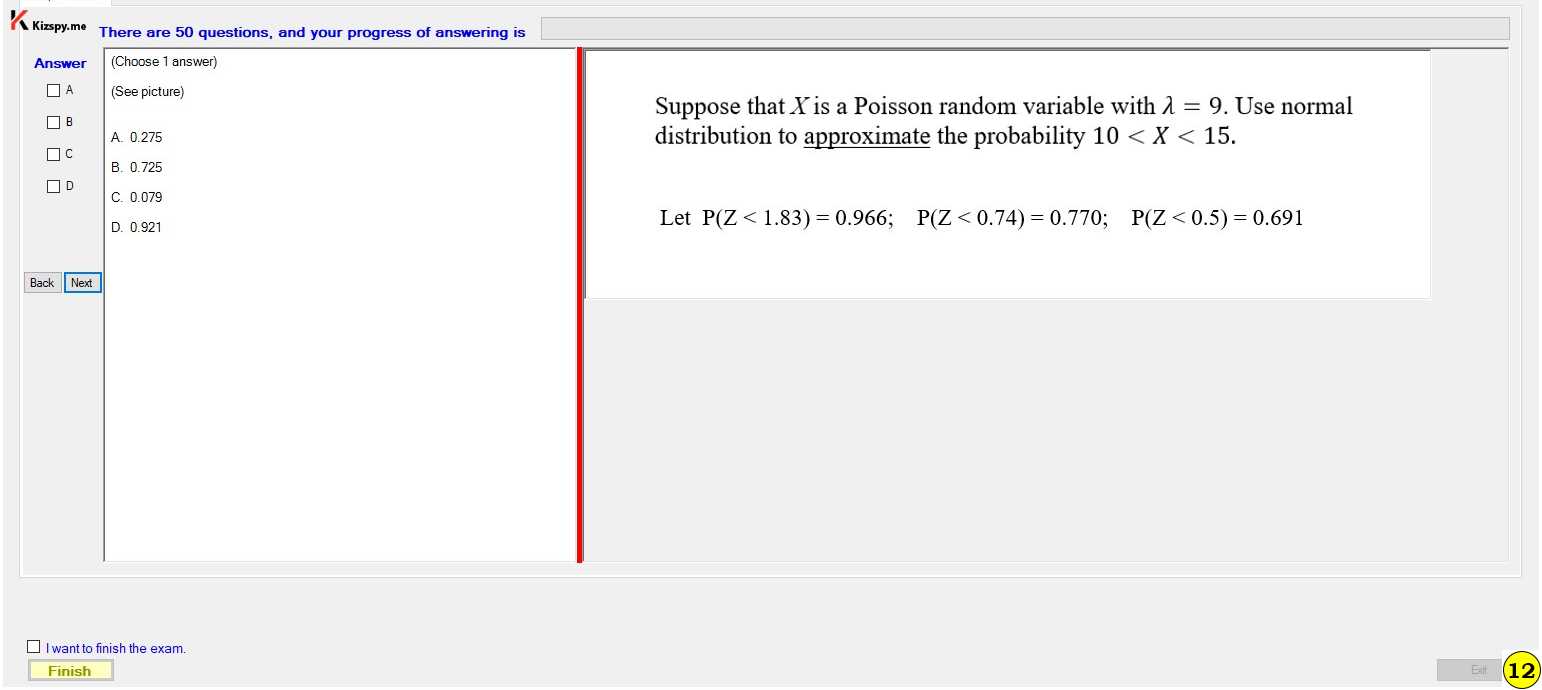 Kizspy.me
There are 50 questions, and your progress of answering is
Answer
A
B
C
D
Back
Next
(Choose 1 answer)
(See picture)
A. 0.275
B. 0.725
C. 0.079
D. 0.921
Suppose that X is a Poisson random variable with λ = 9. Use normal
distribution to approximate the probability 10 < X < 15.
Let P(Z < 1.83) = 0.966; P(Z < 0.74) = 0.770; P(Z < 0.5) = 0.691
I want to finish the exam.
Finish
Exit
12